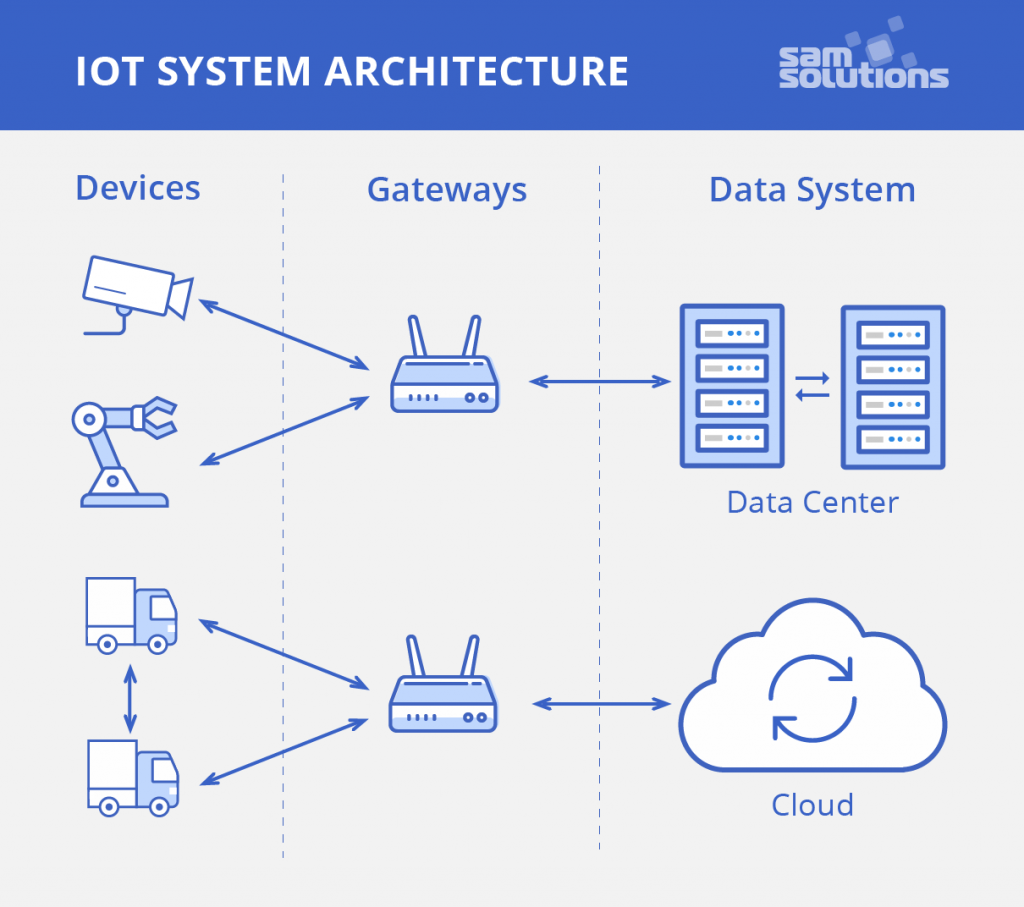 IOT SYSTEM ARCHITECTURE
sam
solutions
Devices
Gateways
Data System
Data Center
Cloud